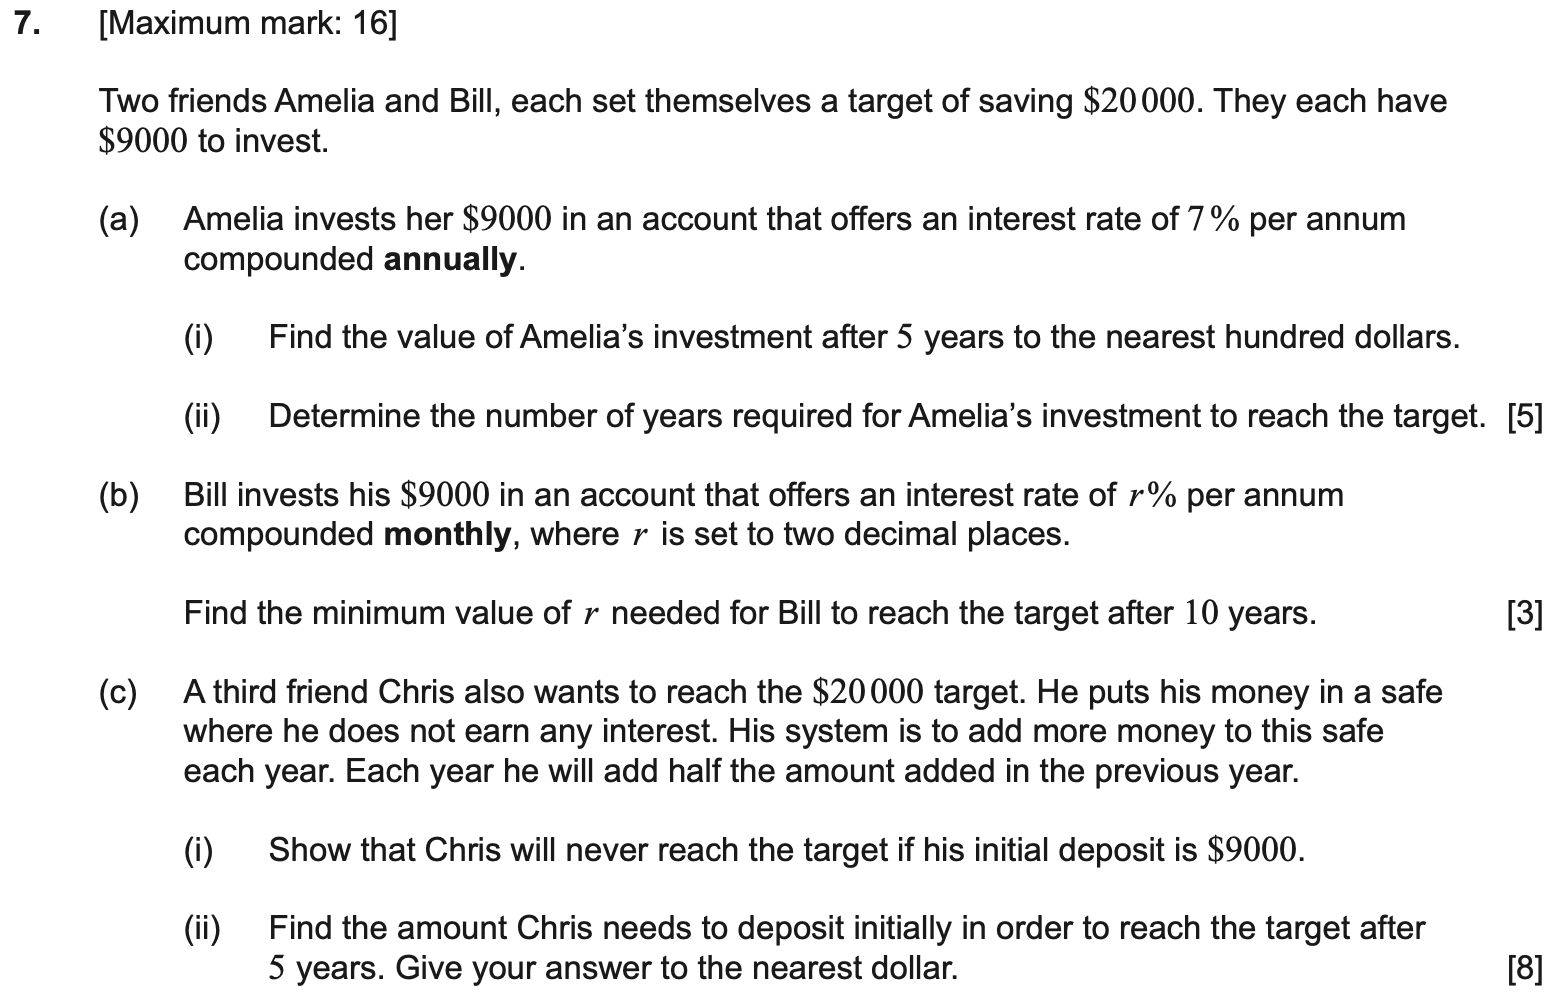 7. [Maximum mark: 16]
Two friends Amelia and Bill, each set themselves a target of saving $20 000. They each have
$9000 to invest.
(a) Amelia invests her $9000 in an account that offers an interest rate of 7 % per annum
compounded annually.
(i) Find the value of Amelia’s investment after 5 years to the nearest hundred dollars.
(ii) Determine the number of years required for Amelia’s investment to reach the target. [5]
(b) Bill invests his $9000 in an account that offers an interest rate of r% per annum
compounded monthly, where r is set to two decimal places.
Find the minimum value of r needed for Bill to reach the target after 10 years. [3]
(c) A third friend Chris also wants to reach the $20 000 target. He puts his money in a safe
where he does not earn any interest. His system is to add more money to this safe
each year. Each year he will add half the amount added in the previous year.
(i) Show that Chris will never reach the target if his initial deposit is $9000.
(ii) Find the amount Chris needs to deposit initially in order to reach the target after
5 years. Give your answer to the nearest dollar. [8]